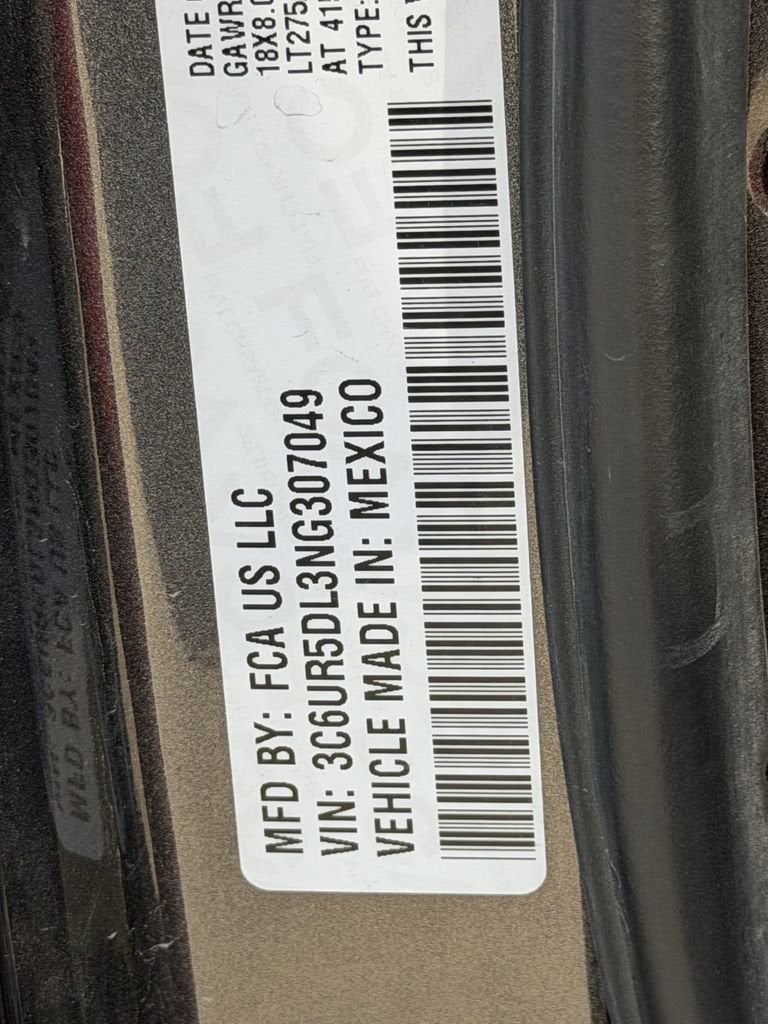 MFD BY: FCA US LLC
VIN: 3C6UR5DL3NG307049
VEHICLE MADE IN: MEXICO
DATE
GAWR
18X8.
LT275
AT 41
TYPE:
THIS